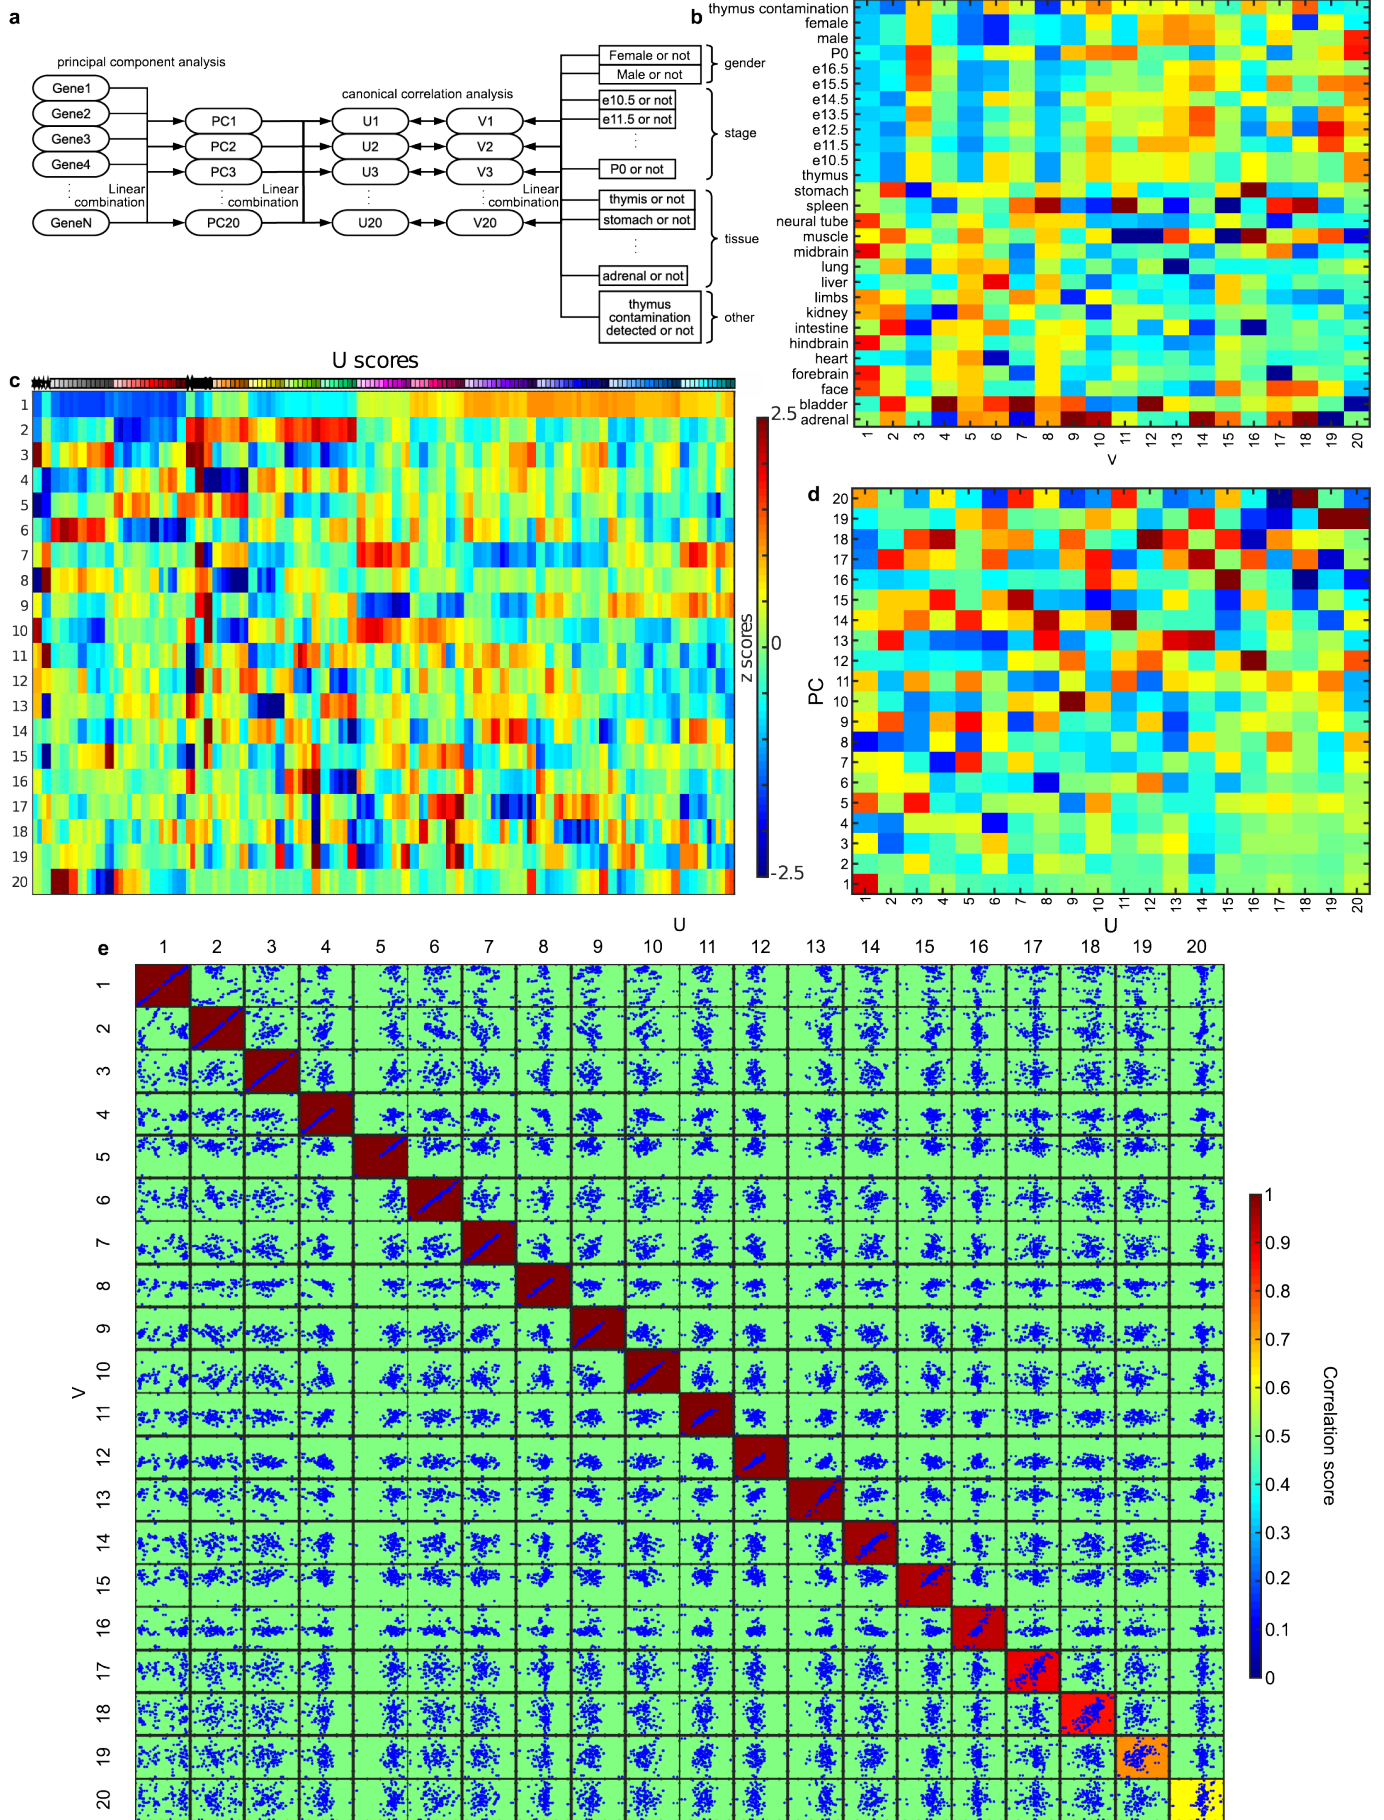 a
principal component analysis
canonical correlation analysis
Gene1
Gene2
Gene3
Gene4
GeneN
Linear
combination
PC1
PC2
PC3
PC20
Linear
combination
U1
U2
U3
U20
V1
V2
V3
V20
Linear
combination
Female or not
Male or not
gender
e10.5 or not
e11.5 or not
P0 or not
stage
thymis or not
stomach or not
adrenal or not
tissue
thymus
contamination
detected or not
other
b
thymus contamination
female
male
P0
e16.5
e15.5
e14.5
e13.5
e12.5
e11.5
e10.5
thymus
stomach
spleen
neural tube
muscle
midbrain
lung
liver
limbs
kidney
intestine
hindbrain
heart
forebrain
face
bladder
adrenal
1 2 3 4 5 6 7 8 9 10 11 12 13 14 15 16 17 18 19 20
V
c
U scores
1
2
3
4
5
6
7
8
9
10
11
12
13
14
15
16
17
18
19
20
2.5
0
-2.5
z scores
d
20
19
18
17
16
15
14
13
12
11
10
9
8
7
6
5
4
3
2
1
PC
1 2 3 4 5 6 7 8 9 10 11 12 13 14 15 16 17 18 19 20
U
e
U
1 2 3 4 5 6 7 8 9 10 11 12 13 14 15 16 17 18 19 20
1
2
3
4
5
6
7
8
9
10
11
12
13
14
15
16
17
18
19
20
V
1
0.9
0.8
0.7
0.6
0.5
0.4
0.3
0.2
0.1
0
Correlation score